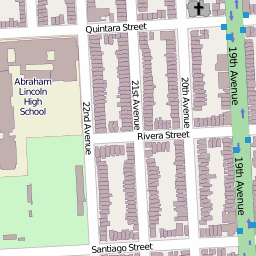 Quintara Street
19th Avenue
Abraham
Lincoln
High
School
21st Avenue
20th Avenue
22nd Avenue
Rivera Street
19th Avenue
Santiago Street